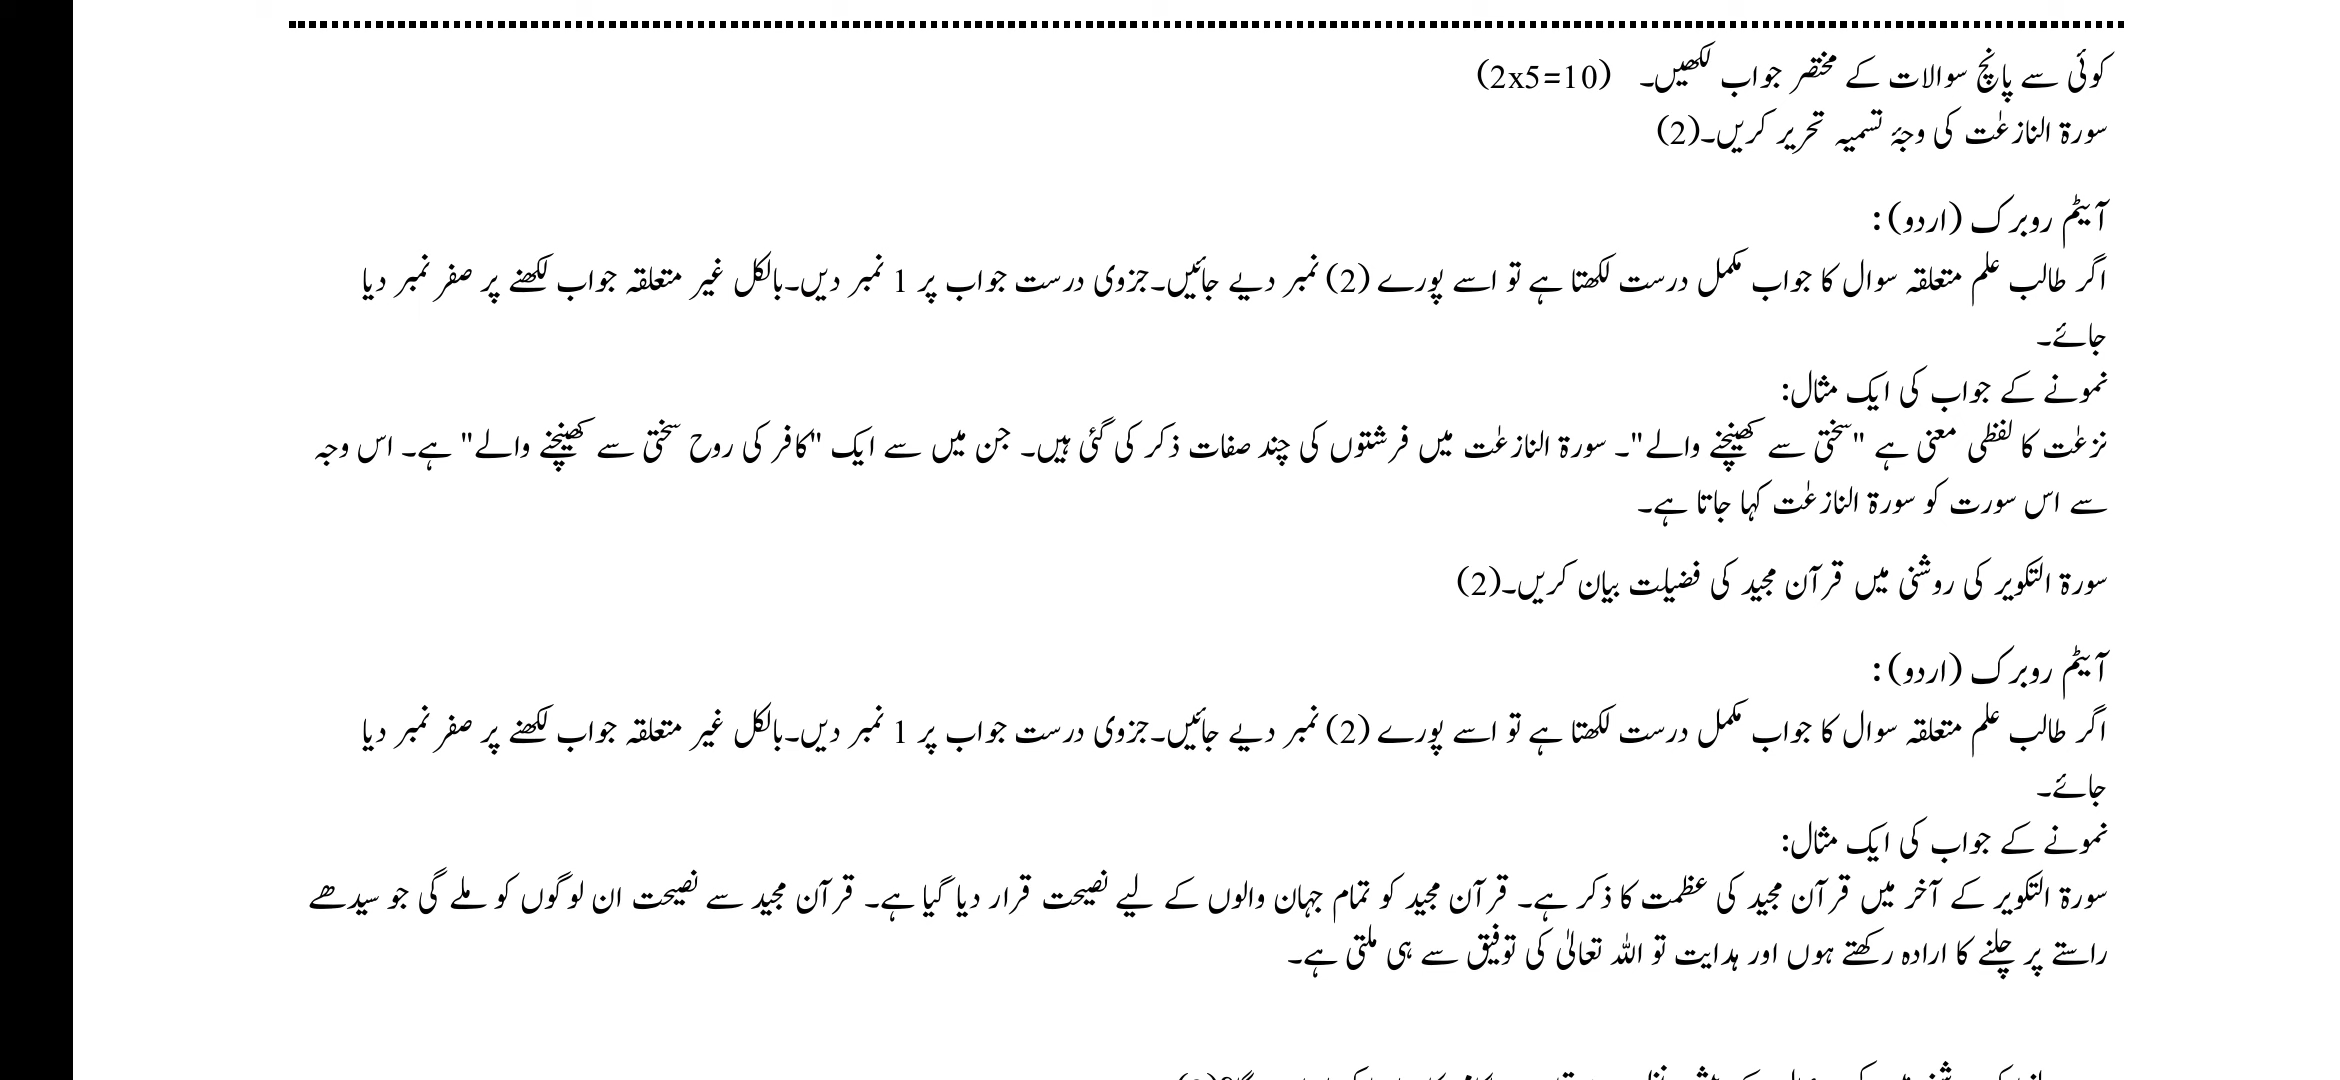 کوئی سے پانچ سوالات کے مختصر جواب لکھیں۔ (2x5=10)
سورۃ النازعٰت کی وجۂ تسمیہ تحریر کریں۔(2)
آیٹم روبرک (اردو):
اگر طالب علم متعلقہ سوال کا جواب مکمل درست لکھتا ہے تو اسے پورے (2) نمبر دیے جائیں۔جزوی درست جواب پر 1 نمبر دیں۔بالکل غیر متعلقہ جواب لکھنے پر صفر نمبر دیا
جائے۔
نمونے کے جواب کی ایک مثال:
نزعٰت کا لفظی معنی ہے "سختی سے کھینچنے والے"۔ سورۃ النازعٰت میں فرشتوں کی چند صفات ذکر کی گئی ہیں۔ جن میں سے ایک "کافر کی روح سختی سے کھینچنے والے" ہے۔ اس وجہ
سے اس سورت کو سورۃ النازعٰت کہا جاتا ہے۔
سورۃ التکویر کی روشنی میں قرآن مجید کی فضیلت بیان کریں۔(2)
آیٹم روبرک (اردو):
اگر طالب علم متعلقہ سوال کا جواب مکمل درست لکھتا ہے تو اسے پورے (2) نمبر دیے جائیں۔جزوی درست جواب پر 1 نمبر دیں۔بالکل غیر متعلقہ جواب لکھنے پر صفر نمبر دیا
جائے۔
نمونے کے جواب کی ایک مثال:
سورۃ التکویر کے آخر میں قرآن مجید کی عظمت کا ذکر ہے۔ قرآن مجید کو تمام جہان والوں کے لیے نصیحت قرار دیا گیا ہے۔ قرآن مجید سے نصیحت ان لوگوں کو ملے گی جو سیدھے
راستے پر چلنے کا ارادہ رکھتے ہوں اور ہدایت تو اللہ تعالیٰ کی توفیق سے ہی ملتی ہے۔